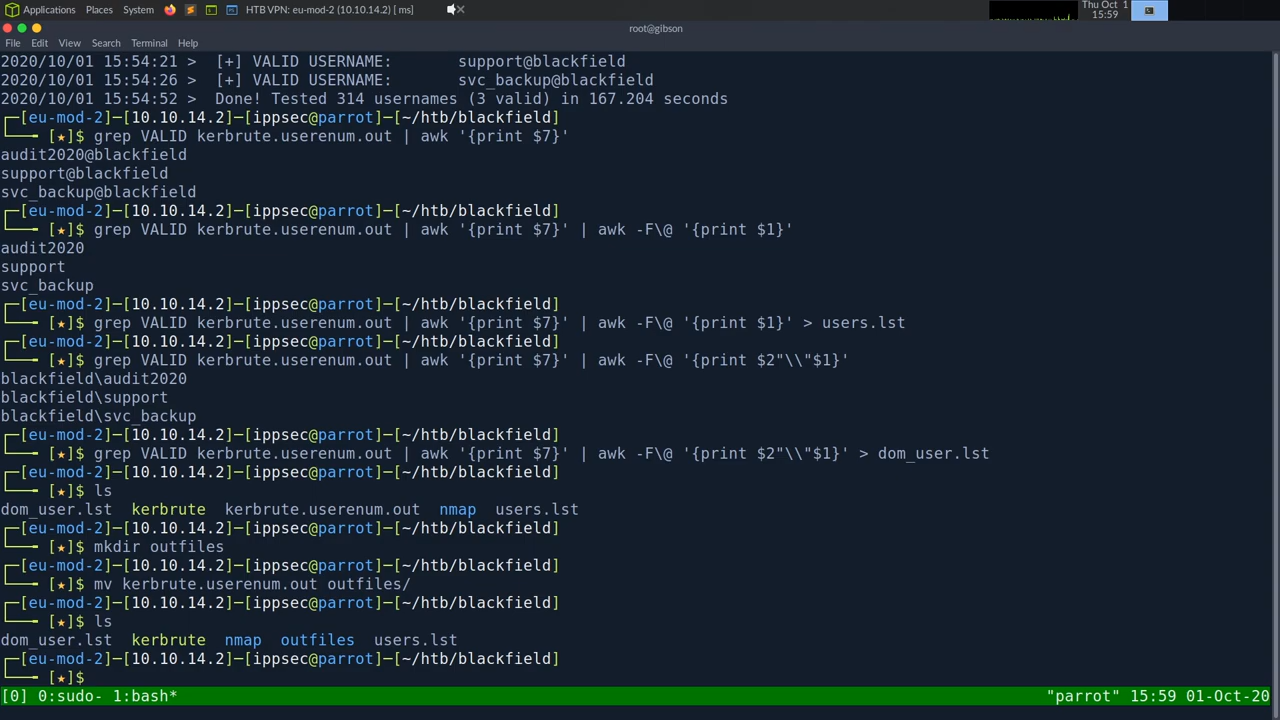 Applications Places System HTB VPN: eu-mod-2 (10.10.14.2) [ ms] Thu Oct 1
15:59
root@gibson
File Edit View Search Terminal Help
2020/10/01 15:54:21 > [+] VALID USERNAME: support@blackfield
2020/10/01 15:54:26 > [+] VALID USERNAME: svc_backup@blackfield
2020/10/01 15:54:52 > Done! Tested 314 usernames (3 valid) in 167.204 seconds
┌─[eu-mod-2]─[10.10.14.2]─[ippsec@parrot]─[~/htb/blackfield]
└──╼ [★]$ grep VALID kerbrute.userenum.out | awk '{print $7}'
audit2020@blackfield
support@blackfield
svc_backup@blackfield
┌─[eu-mod-2]─[10.10.14.2]─[ippsec@parrot]─[~/htb/blackfield]
└──╼ [★]$ grep VALID kerbrute.userenum.out | awk '{print $7}' | awk -F\@ '{print $1}'
audit2020
support
svc_backup
┌─[eu-mod-2]─[10.10.14.2]─[ippsec@parrot]─[~/htb/blackfield]
└──╼ [★]$ grep VALID kerbrute.userenum.out | awk '{print $7}' | awk -F\@ '{print $1}' > users.lst
┌─[eu-mod-2]─[10.10.14.2]─[ippsec@parrot]─[~/htb/blackfield]
└──╼ [★]$ grep VALID kerbrute.userenum.out | awk '{print $7}' | awk -F\@ '{print $2"\\"$1}'
blackfield\audit2020
blackfield\support
blackfield\svc_backup
┌─[eu-mod-2]─[10.10.14.2]─[ippsec@parrot]─[~/htb/blackfield]
└──╼ [★]$ grep VALID kerbrute.userenum.out | awk '{print $7}' | awk -F\@ '{print $2"\\"$1}' > dom_user.lst
┌─[eu-mod-2]─[10.10.14.2]─[ippsec@parrot]─[~/htb/blackfield]
└──╼ [★]$ ls
dom_user.lst kerbrute kerbrute.userenum.out nmap users.lst
┌─[eu-mod-2]─[10.10.14.2]─[ippsec@parrot]─[~/htb/blackfield]
└──╼ [★]$ mkdir outfiles
┌─[eu-mod-2]─[10.10.14.2]─[ippsec@parrot]─[~/htb/blackfield]
└──╼ [★]$ mv kerbrute.userenum.out outfiles/
┌─[eu-mod-2]─[10.10.14.2]─[ippsec@parrot]─[~/htb/blackfield]
└──╼ [★]$ ls
dom_user.lst kerbrute nmap outfiles users.lst
┌─[eu-mod-2]─[10.10.14.2]─[ippsec@parrot]─[~/htb/blackfield]
└──╼ [★]$
[0] 0:sudo- 1:bash* "parrot" 15:59 01-Oct-20